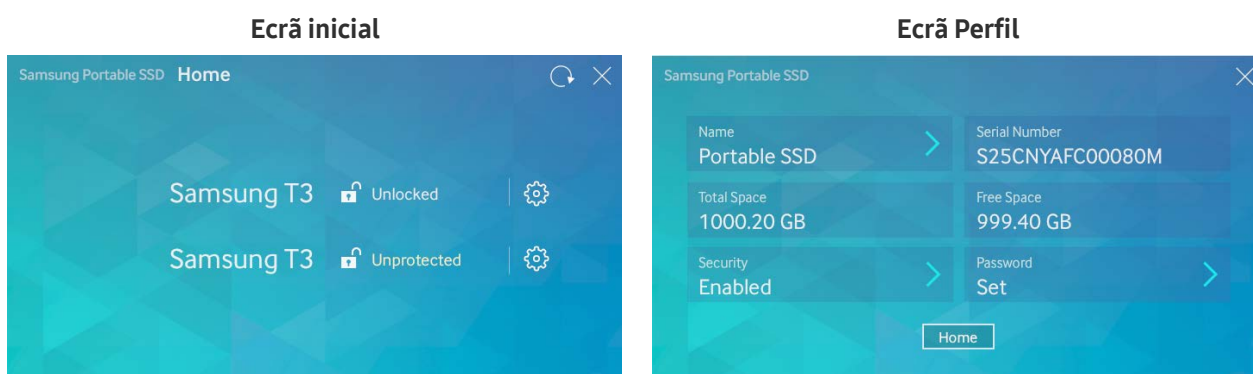 Ecrã inicial
Samsung Portable SSD Home
Samsung T3 Unlocked
Samsung T3 Unprotected
Ecrã Perfil
Samsung Portable SSD
Name
Portable SSD
Serial Number
S25CNYAFC00080M
Total Space
1000.20 GB
Free Space
999.40 GB
Security
Enabled
Password
Set
Home